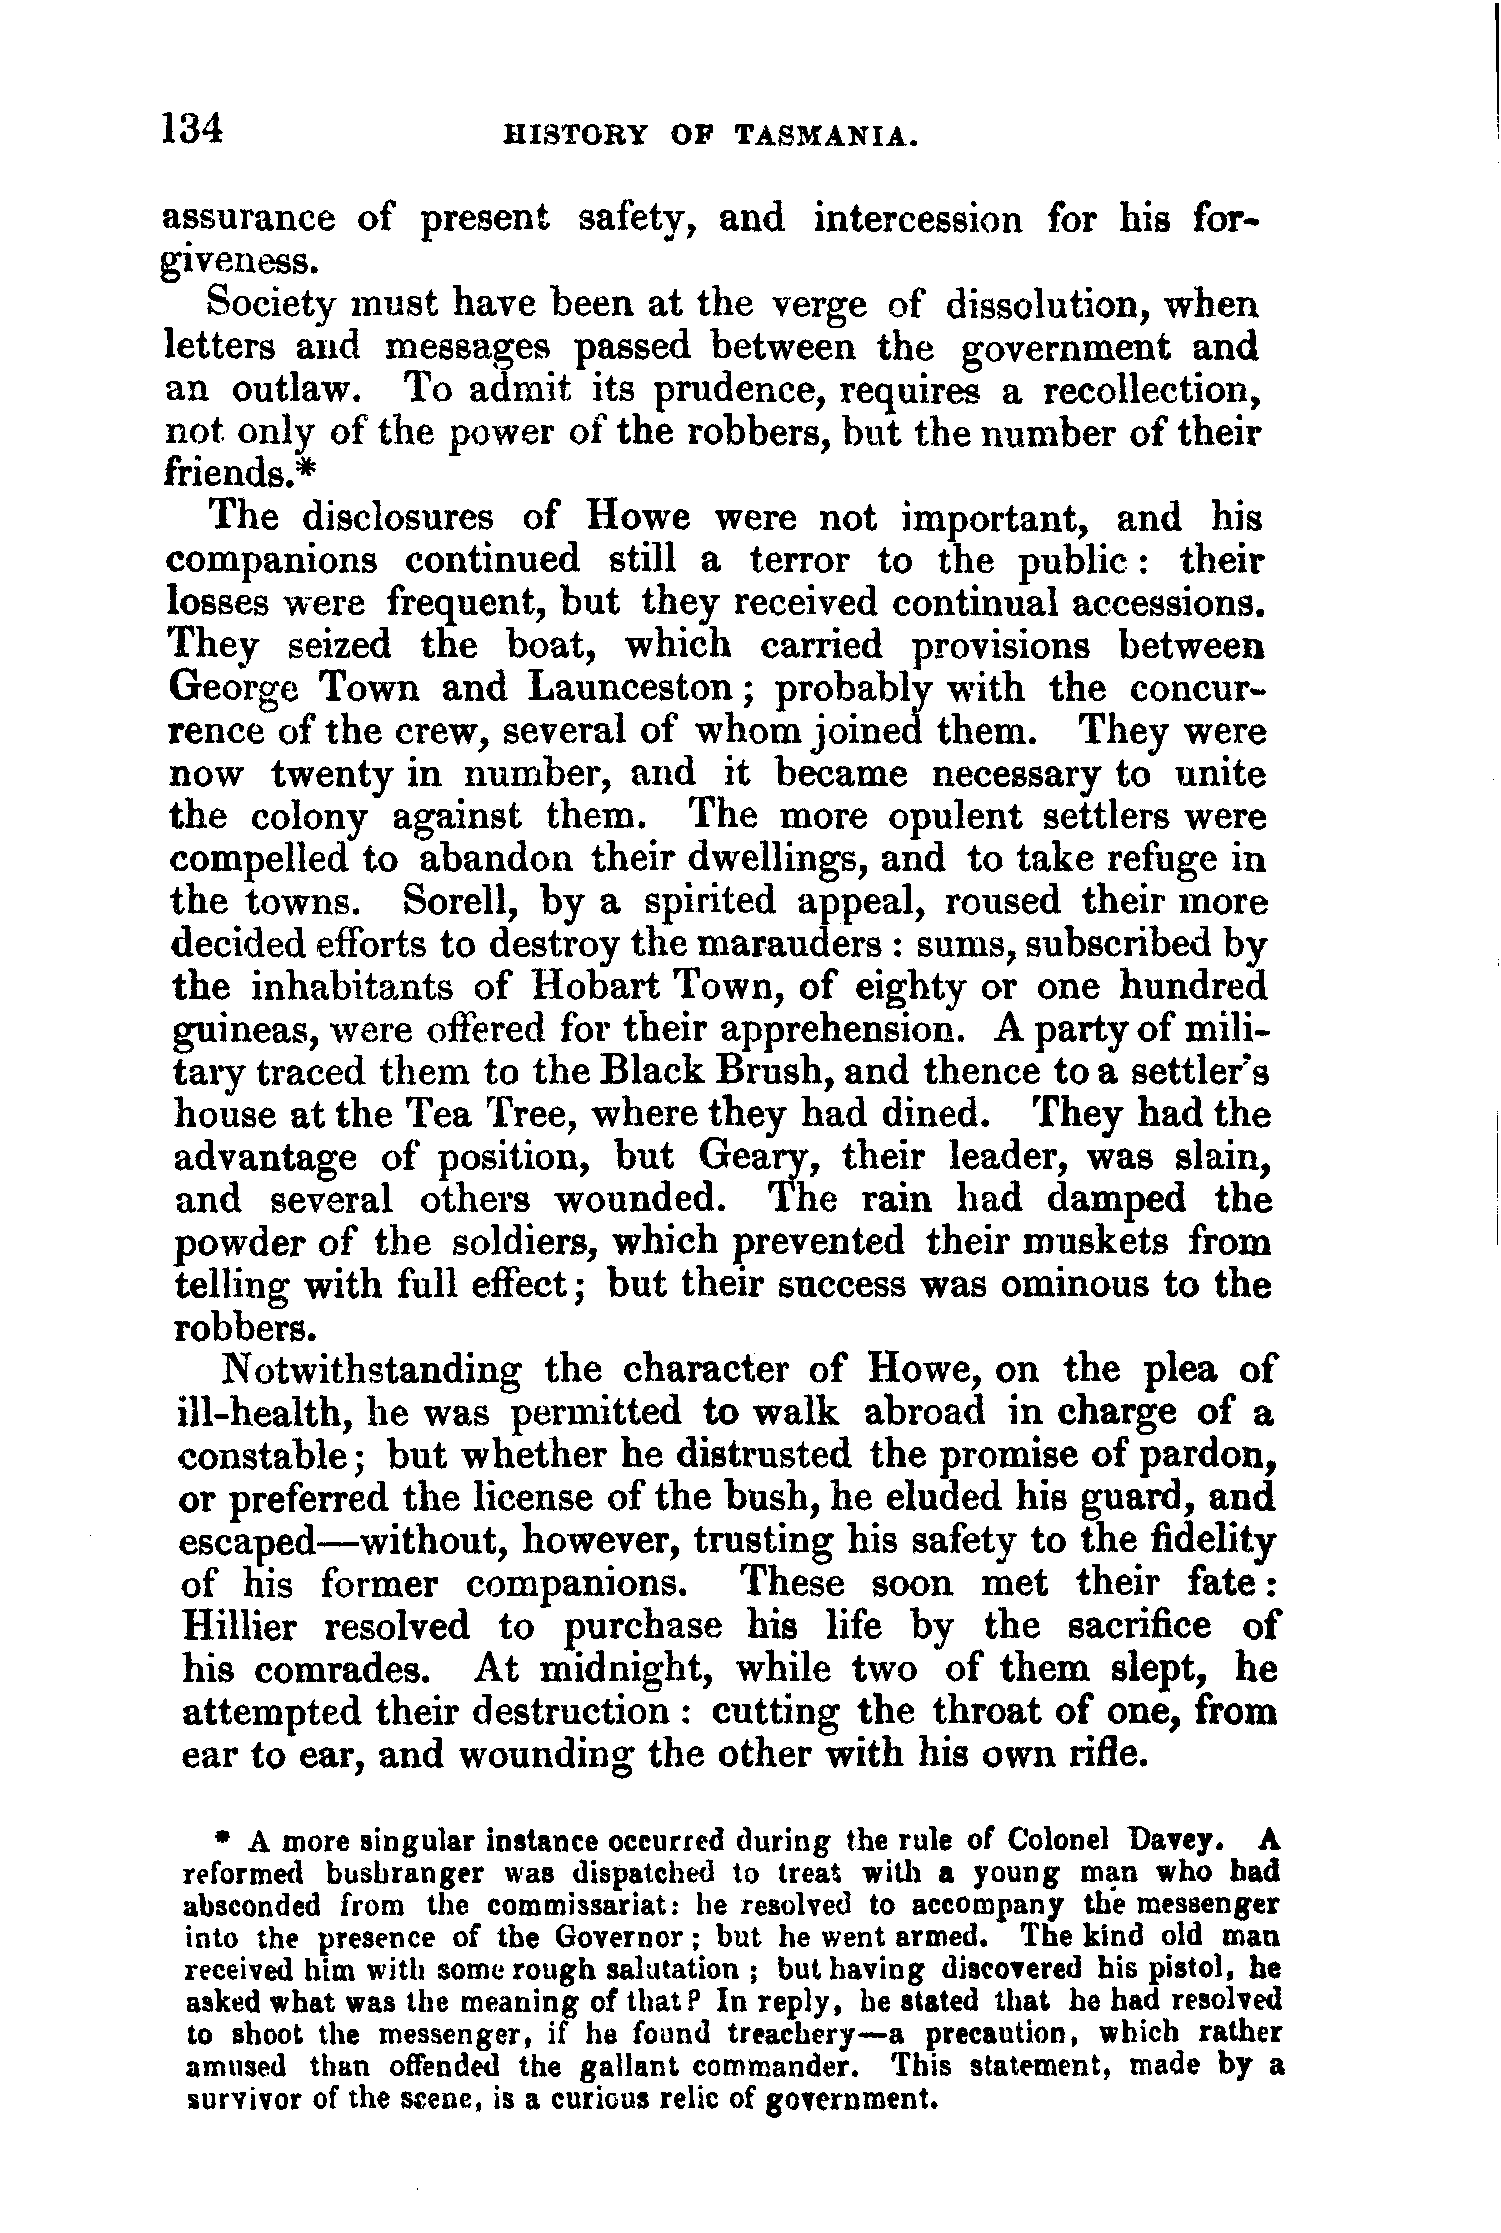 134 HISTORY OF TASMANIA.
assurance of present safety, and intercession for his for-
giveness.
Society must have been at the verge of dissolution, when
letters and messages passed between the government and
an outlaw. To admit its prudence, requires a recollection,
not only of the power of the robbers, but the number of their
friends.*
The disclosures of Howe were not important, and his
companions continued still a terror to the public : their
losses were frequent, but they received continual accessions.
They seized the boat, which carried provisions between
George Town and Launceston ; probably with the concur-
rence of the crew, several of whom joined them. They were
now twenty in number, and it became necessary to unite
the colony against them. The more opulent settlers were
compelled to abandon their dwellings, and to take refuge in
the towns. Sorell, by a spirited appeal, roused their more
decided efforts to destroy the marauders : sums, subscribed by
the inhabitants of Hobart Town, of eighty or one hundred
guineas, were offered for their apprehension. A party of mili-
tary traced them to the Black Brush, and thence to a settler's
house at the Tea Tree, where they had dined. They had the
advantage of position, but Geary, their leader, was slain,
and several others wounded. The rain had damped the
powder of the soldiers, which prevented their muskets from
telling with full effect ; but their success was ominous to the
robbers.
Notwithstanding the character of Howe, on the plea of
ill-health, he was permitted to walk abroad in charge of a
constable ; but whether he distrusted the promise of pardon,
or preferred the license of the bush, he eluded his guard, and
escaped—without, however, trusting his safety to the fidelity
of his former companions. These soon met their fate :
Hillier resolved to purchase his life by the sacrifice of
his comrades. At midnight, while two of them slept, he
attempted their destruction : cutting the throat of one, from
ear to ear, and wounding the other with his own rifle.
* A more singular instance occurred during the rule of Colonel Davey. A
reformed bushranger was dispatched to treat with a young man who had
absconded from the commissariat: he resolved to accompany the messenger
into the presence of the Governor ; but he went armed. The kind old man
received him with some rough salutation ; but having discovered his pistol, he
asked what was the meaning of that? In reply, he stated that he had resolved
to shoot the messenger, if he found treachery—a precaution, which rather
amused than offended the gallant commander. This statement, made by a
survivor of the scene, is a curious relic of government.